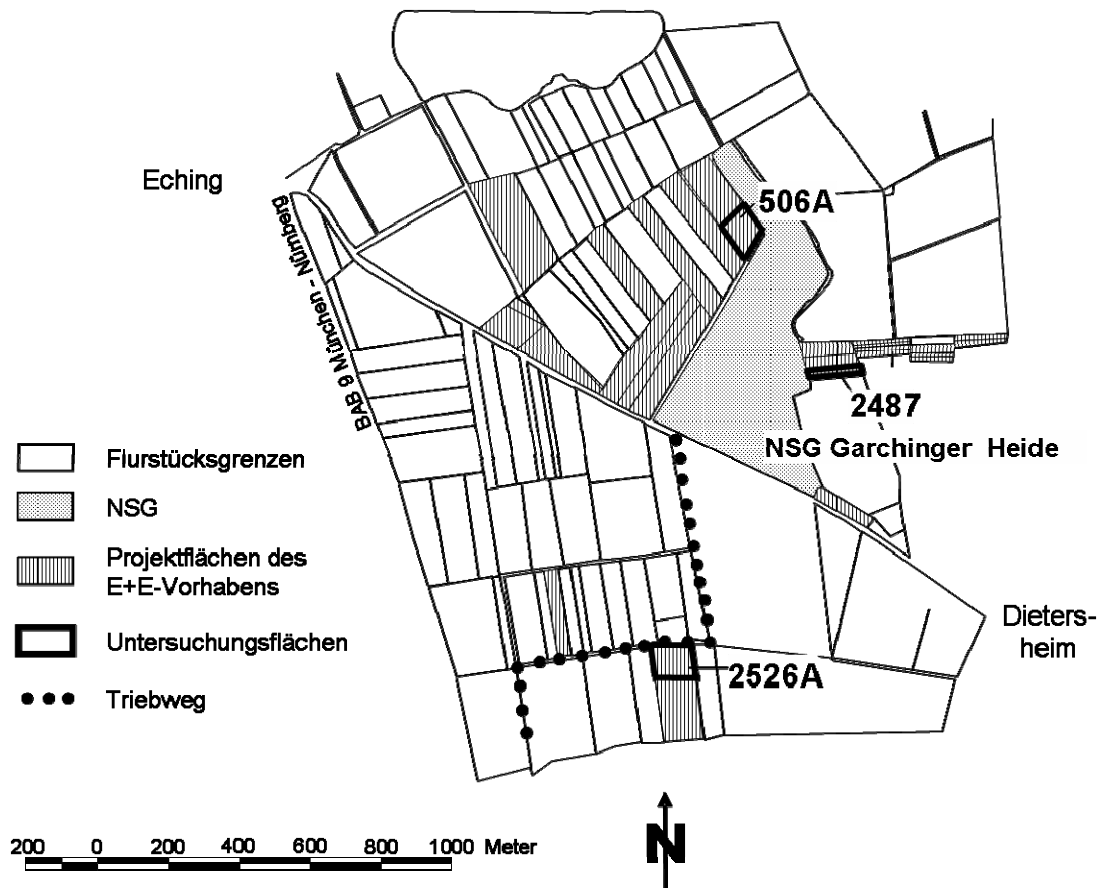 Eching
506A
BAB 9 München - Nürnberg
2487
NSG Garchinger Heide
Flurstücksgrenzen
NSG
Projektflächen des
E+E-Vorhabens
Untersuchungsflächen
Triebweg
Dieters-
heim
2526A
200 0 200 400 600 800 1000 Meter
N